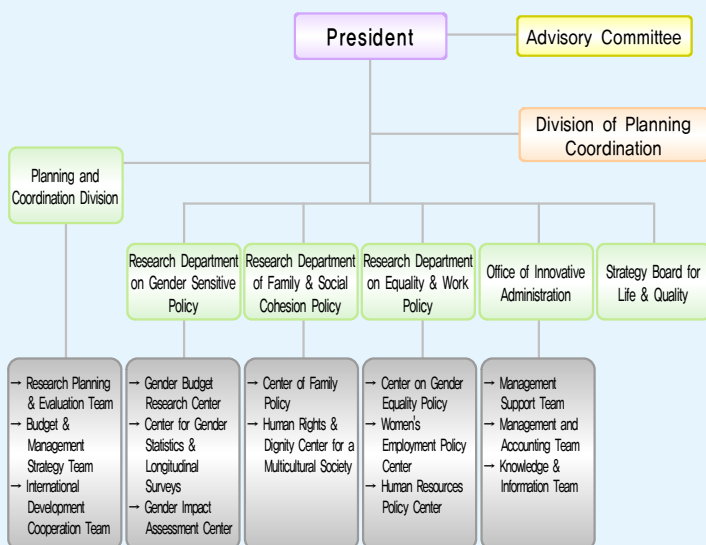 President
Advisory Committee
Division of Planning
Coordination
Planning and
Coordination Division
Research Department
on Gender Sensitive
Policy
Research Department
of Family & Social
Cohesion Policy
Research Department
on Equality & Work
Policy
Office of Innovative
Administration
Strategy Board for
Life & Quality
→ Research Planning
& Evaluation Team
→ Budget &
Management
Strategy Team
→ International
Development
Cooperation Team
→ Gender Budget
Research Center
→ Center for Gender
Statistics &
Longitudinal
Surveys
→ Gender Impact
Assessment Center
→ Center of Family
Policy
→ Human Rights &
Dignity Center for a
Multicultural Society
→ Center on Gender
Equality Policy
→ Women's
Employment Policy
Center
→ Human Resources
Policy Center
→ Management
Support Team
→ Management and
Accounting Team
→ Knowledge &
Information Team